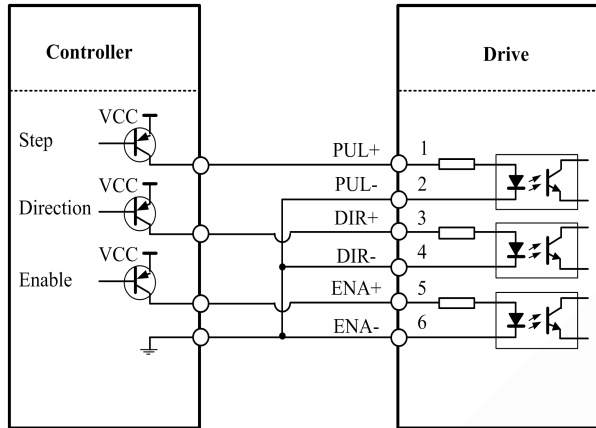 Controller
Drive
VCC
Step
PUL+
1
VCC
PUL-
2
Direction
DIR+
3
VCC
DIR-
4
Enable
ENA+
5
ENA-
6